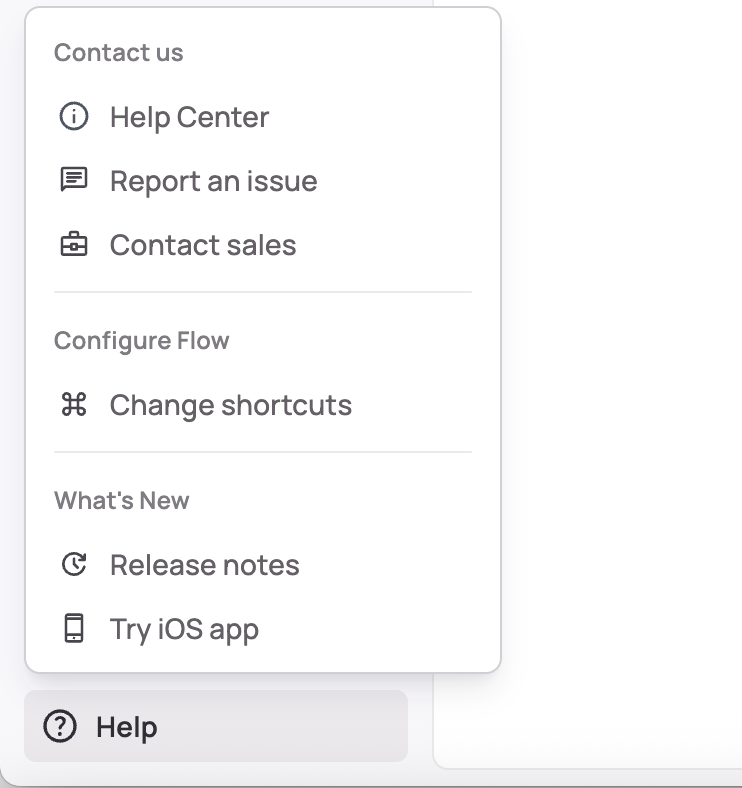 Contact us
Help Center
Report an issue
Contact sales
Configure Flow
Change shortcuts
What's New
Release notes
Try iOS app
Help